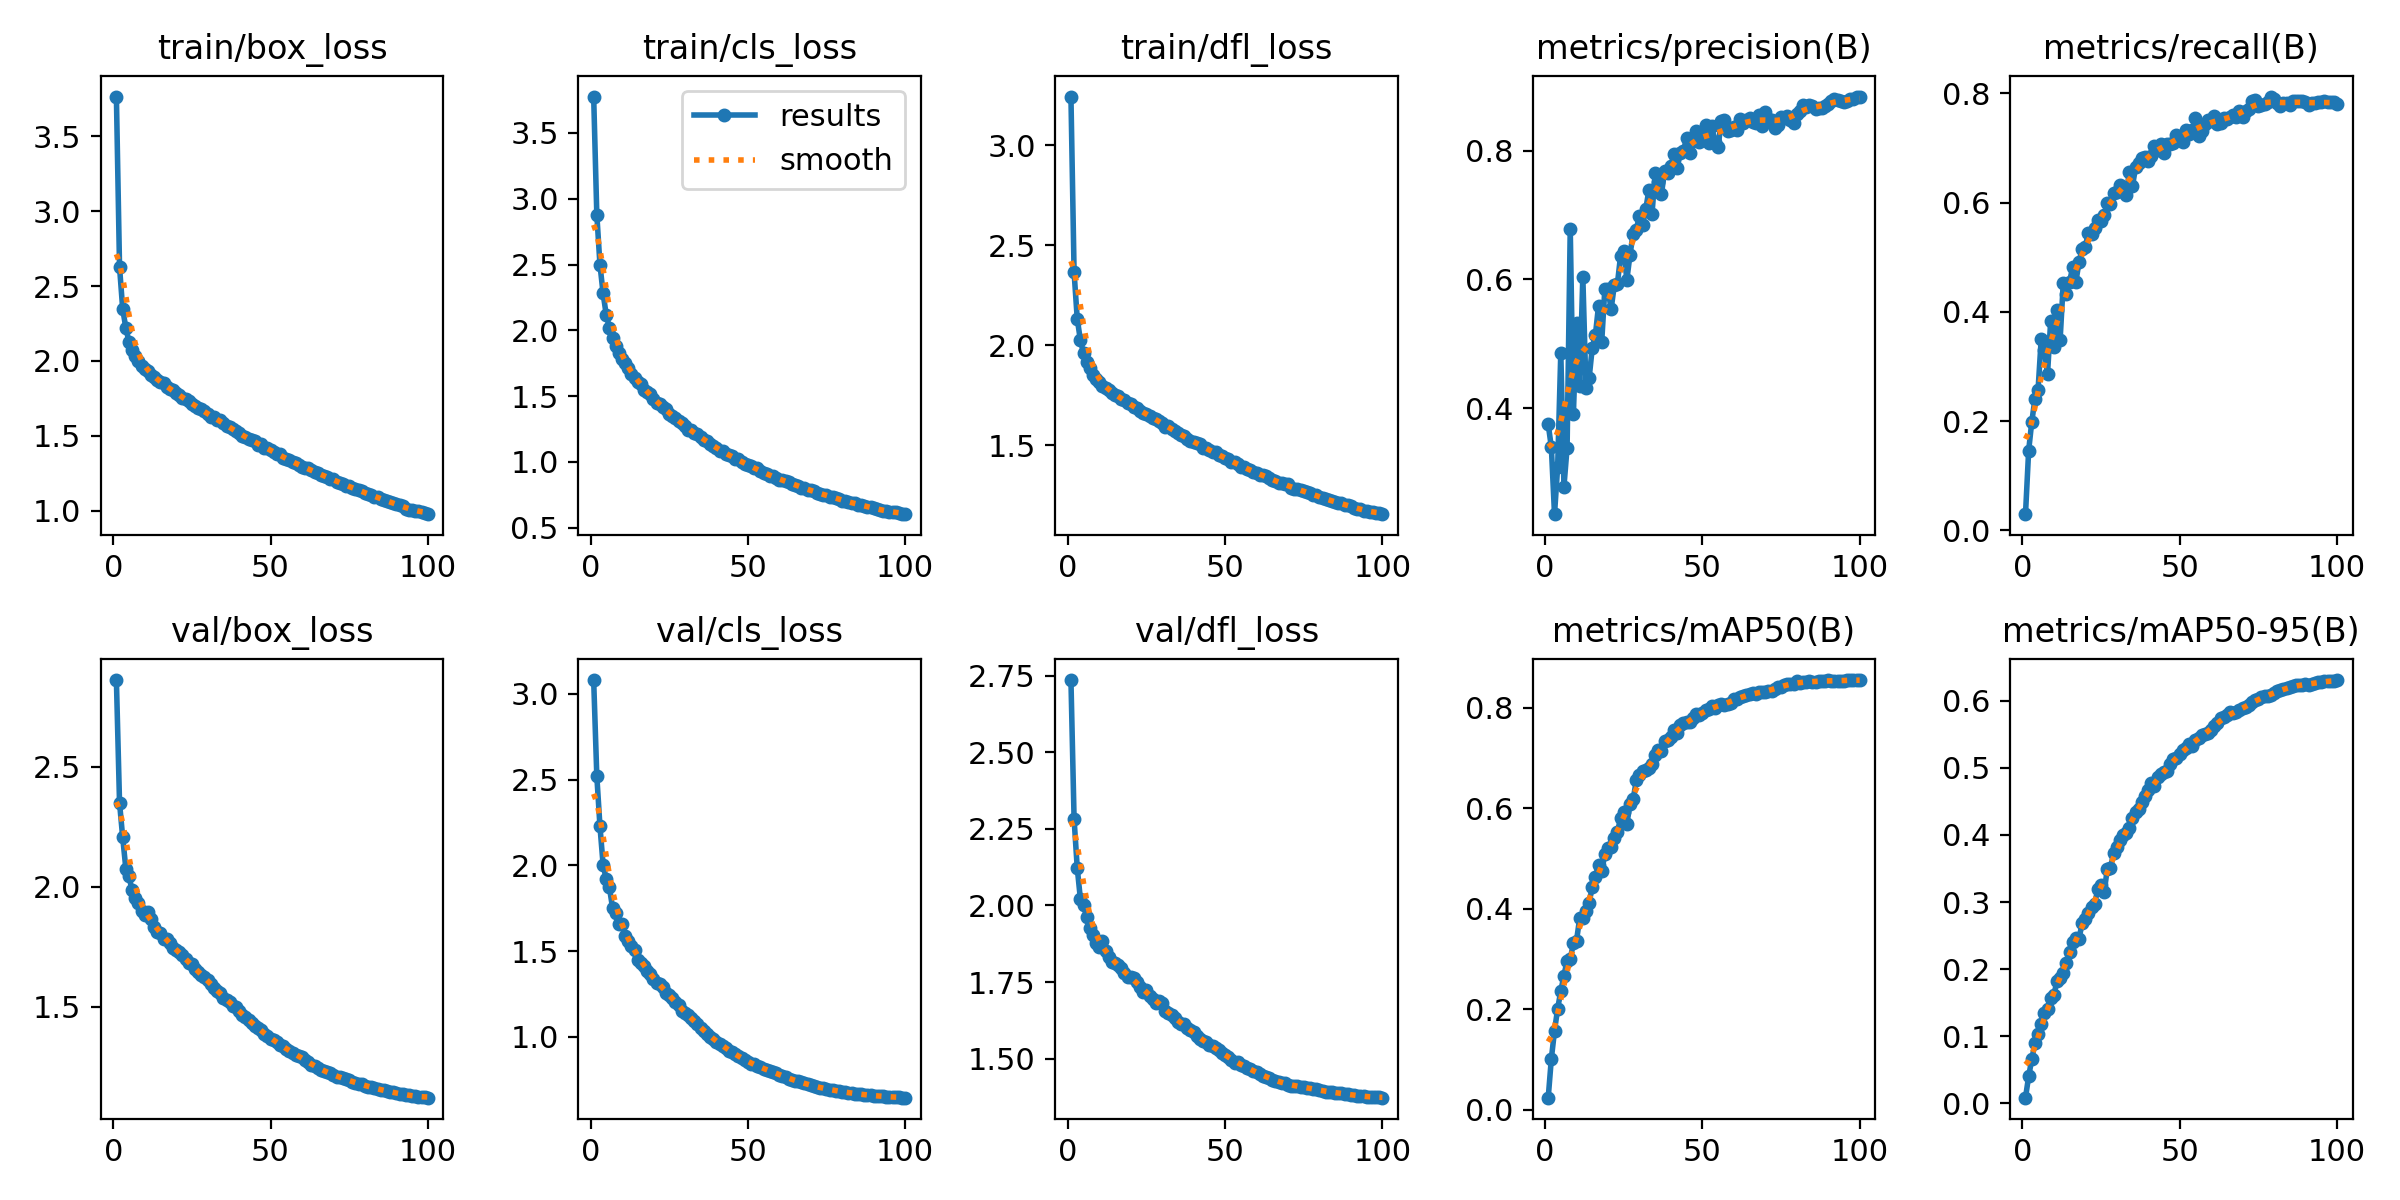 train/box_loss
3.5
3.0
2.5
2.0
1.5
1.0
0 50 100
train/cls_loss
results
smooth
3.5
3.0
2.5
2.0
1.5
1.0
0.5
0 50 100
train/dfl_loss
3.0
2.5
2.0
1.5
0 50 100
metrics/precision(B)
0.8
0.6
0.4
0 50 100
metrics/recall(B)
0.8
0.6
0.4
0.2
0.0
0 50 100
val/box_loss
2.5
2.0
1.5
0 50 100
val/cls_loss
3.0
2.5
2.0
1.5
1.0
0 50 100
val/dfl_loss
2.75
2.50
2.25
2.00
1.75
1.50
0 50 100
metrics/mAP50(B)
0.8
0.6
0.4
0.2
0.0
0 50 100
metrics/mAP50-95(B)
0.6
0.5
0.4
0.3
0.2
0.1
0.0
0 50 100